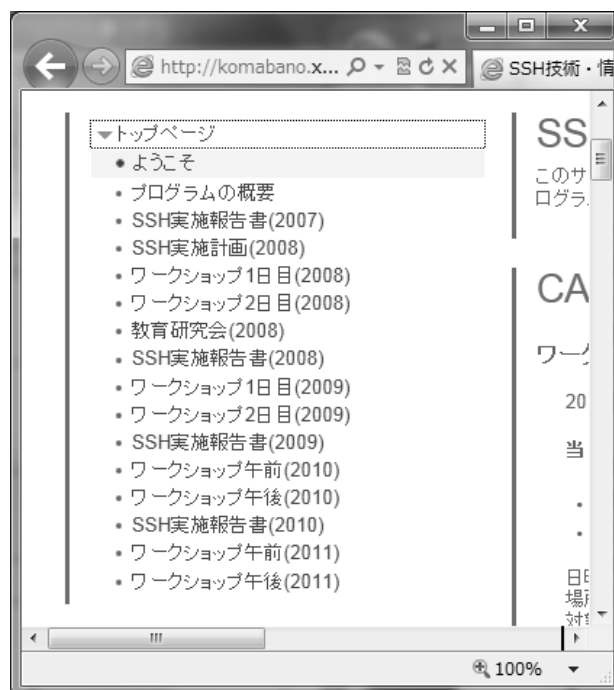 http://komabano.x...
SSH技術・情
▼トップページ
• ようこそ
• プログラムの概要
• SSH実施報告書(2007)
• SSH実施計画(2008)
• ワークショップ1日目(2008)
• ワークショップ2日目(2008)
• 教育研究会(2008)
• SSH実施報告書(2008)
• ワークショップ1日目(2009)
• ワークショップ2日目(2009)
• SSH実施報告書(2009)
• ワークショップ午前(2010)
• ワークショップ午後(2010)
• SSH実施報告書(2010)
• ワークショップ午前(2011)
• ワークショップ午後(2011)
SS
このサ
ログラ
CA
ワーク
20
当
•
•
日
場所
対
100%